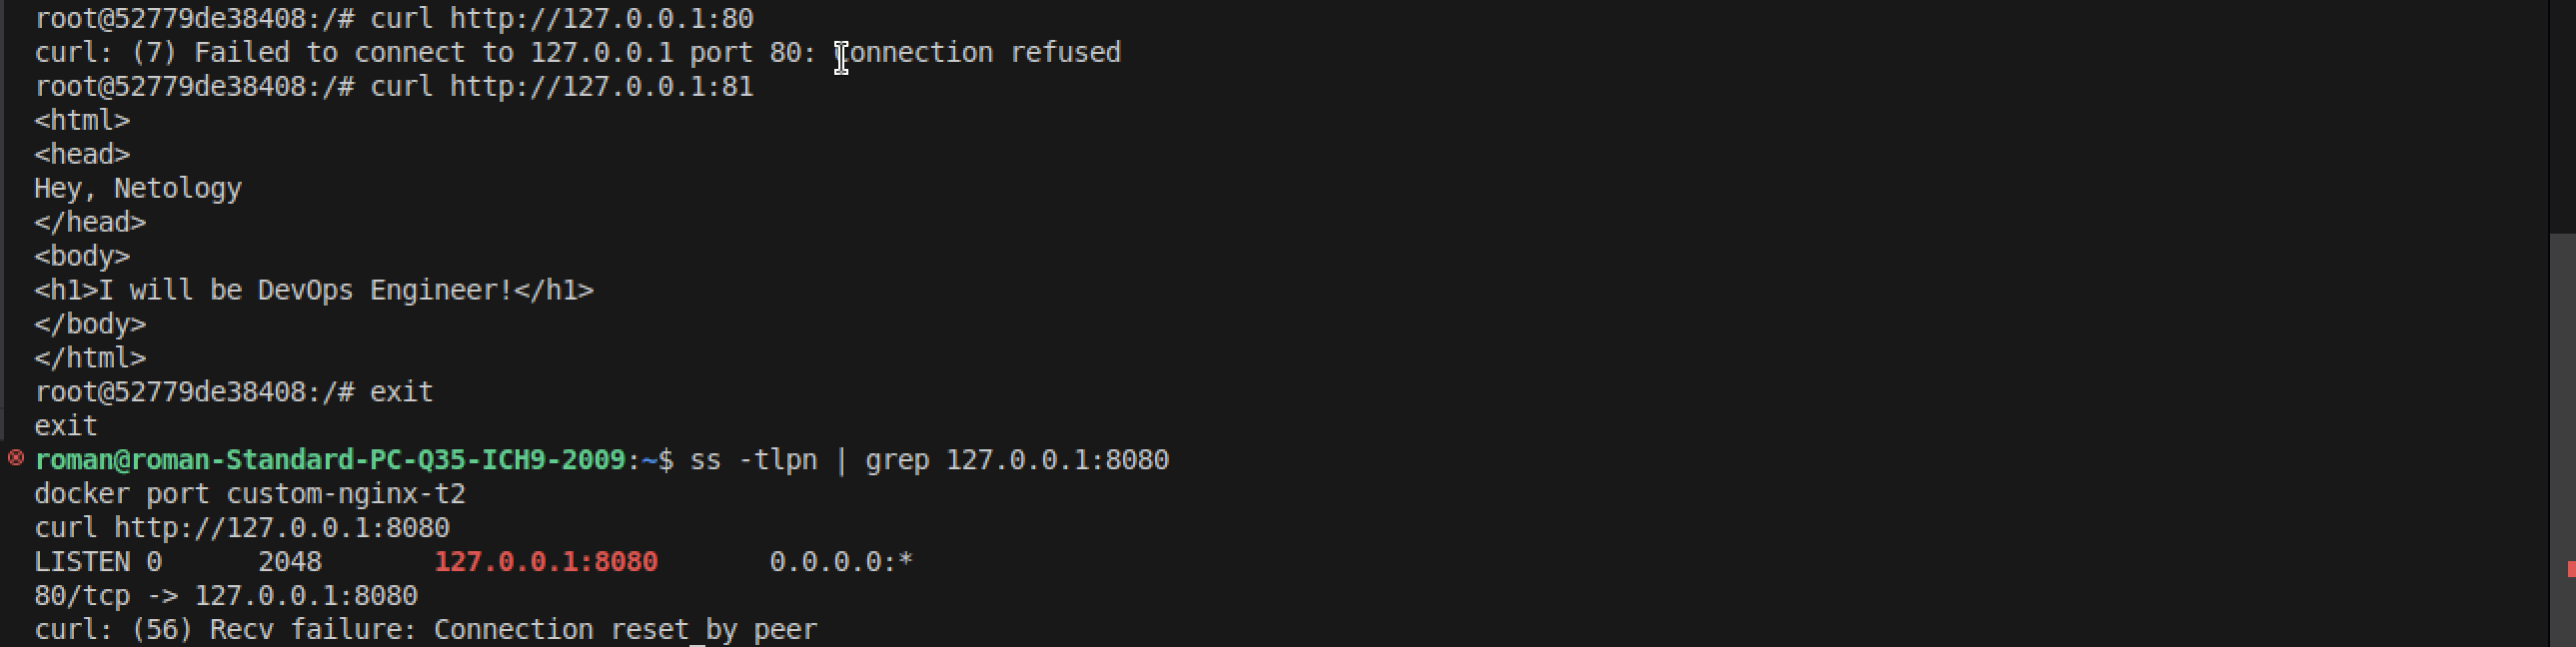 root@52779de38408:/# curl http://127.0.0.1:80
curl: (7) Failed to connect to 127.0.0.1 port 80: Connection refused
root@52779de38408:/# curl http://127.0.0.1:81
<html>
<head>
Hey, Netology
</head>
<body>
<h1>I will be DevOps Engineer!</h1>
</body>
</html>
root@52779de38408:/# exit
exit
roman@roman-Standard-PC-Q35-ICH9-2009:~$ ss -tlpn | grep 127.0.0.1:8080
docker port custom-nginx-t2
curl http://127.0.0.1:8080
LISTEN 0      2048       127.0.0.1:8080       0.0.0.0:*
80/tcp -> 127.0.0.1:8080
curl: (56) Recv failure: Connection reset by peer